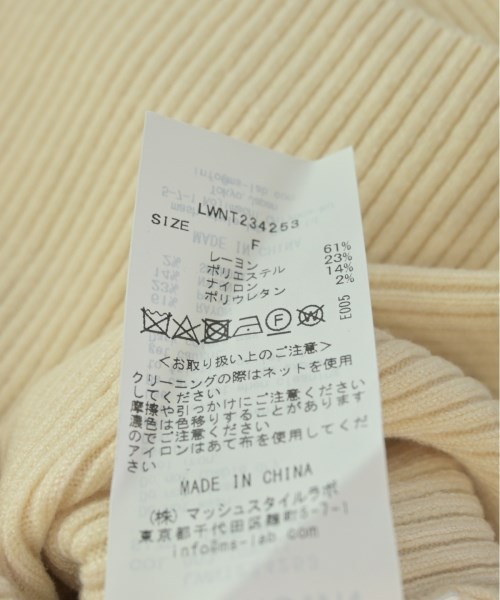 LWNT234253
SIZE F
レーヨン 61%
ポリエステル 23%
ナイロン 14%
ポリウレタン 2%
E005
＜お取り扱い上のご注意＞
クリーニングの際はネットを使用
してください
摩擦や引っかけにご注意ください
濃色は色移りすることがあります
のでご注意ください
アイロンはあて布を使用してくだ
さい
MADE IN CHINA
(株) マッシュスタイルラボ
東京都千代田区麹町5-7-1
info@ms-lab.com